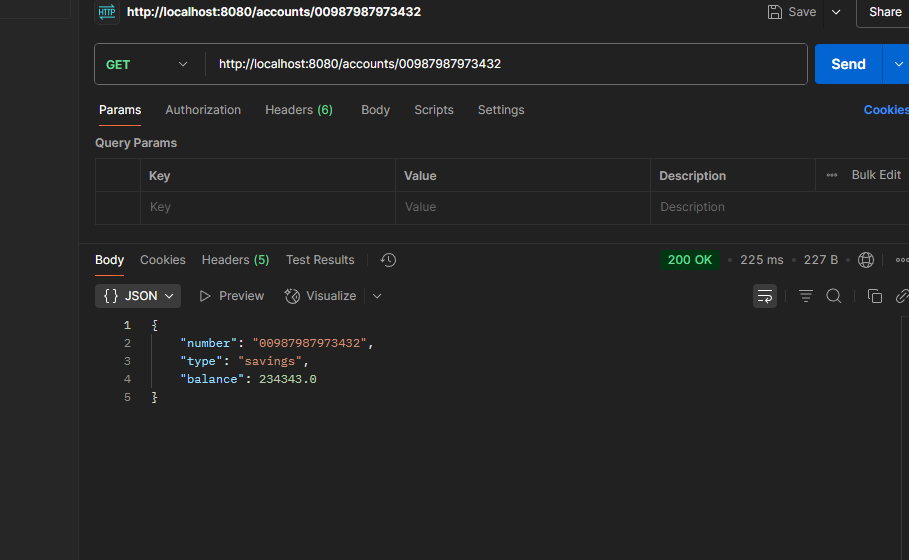 HTTP http://localhost:8080/accounts/00987987973432 Save Share
GET http://localhost:8080/accounts/00987987973432 Send
Params Authorization Headers (6) Body Scripts Settings Cookies
Query Params
Key Value Description Bulk Edit
Key Value Description
Body Cookies Headers (5) Test Results 200 OK • 225 ms • 227 B •
{} JSON Preview Visualize
1 {
2 "number": "00987987973432",
3 "type": "savings",
4 "balance": 234343.0
5 }